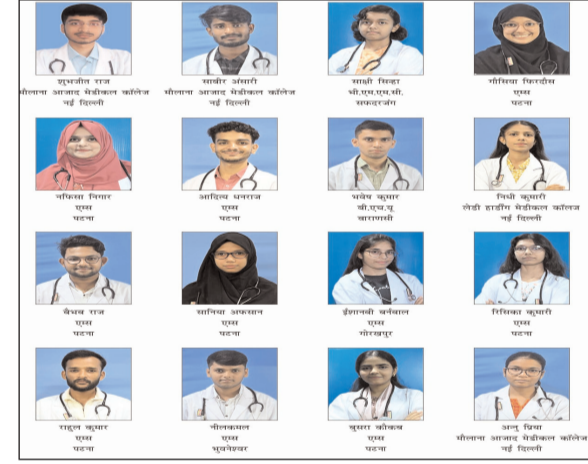 शुभजीत राज
मौलाना आजाद मेडीकल कॉलेज
नई दिल्ली
साबीर अंसारी
मौलाना आजाद मेडीकल कॉलेज
नई दिल्ली
साक्षी सिन्हा
भी.एम.एम.सी.
सफदरजंग
गौसिया फिरदौस
एम्स
पटना
नफिसा निगार
एम्स
पटना
आदित्य धनराज
एम्स
पटना
भवेष कुमार
बी.एच.यू
वाराणसी
निधी कुमारी
लेडी हार्डींग मेडीकल कॉलज
नई दिल्ली
वैभव राज
एम्स
पटना
सानिया अफसान
एम्स
पटना
ईशानवी बर्नवाल
एम्स
गोरखपुर
रिसिका कुमारी
एम्स
पटना
राहुल कुमार
एम्स
पटना
नीलकमल
एम्स
भुवनेश्वर
बुसरा कौकब
एम्स
पटना
अन्नु प्रिया
मौलाना आजाद मेडीकल कॉलेज
नई दिल्ली